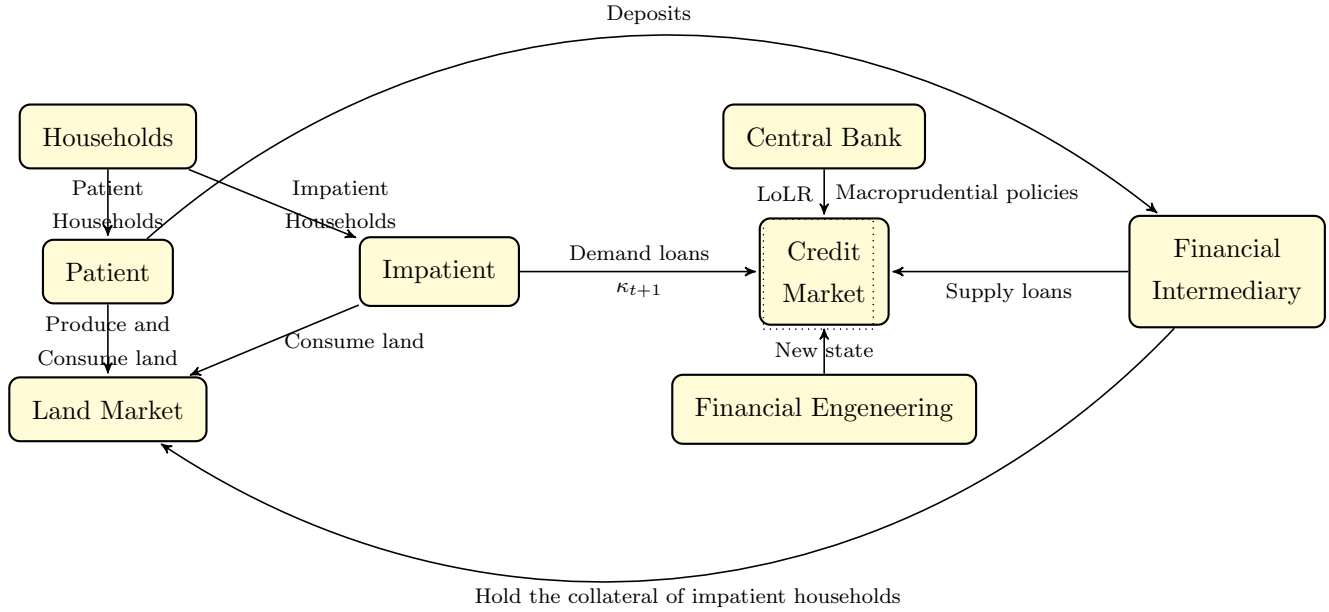 Deposits
Households
Central Bank
Patient
Households
Impatient
Households
LoLR
Macroprudential policies
Patient
Impatient
Demand loans
κt+1
Credit
Market
Supply loans
Financial
Intermediary
Produce and
Consume land
Consume land
New state
Land Market
Financial Engeneering
Hold the collateral of impatient households